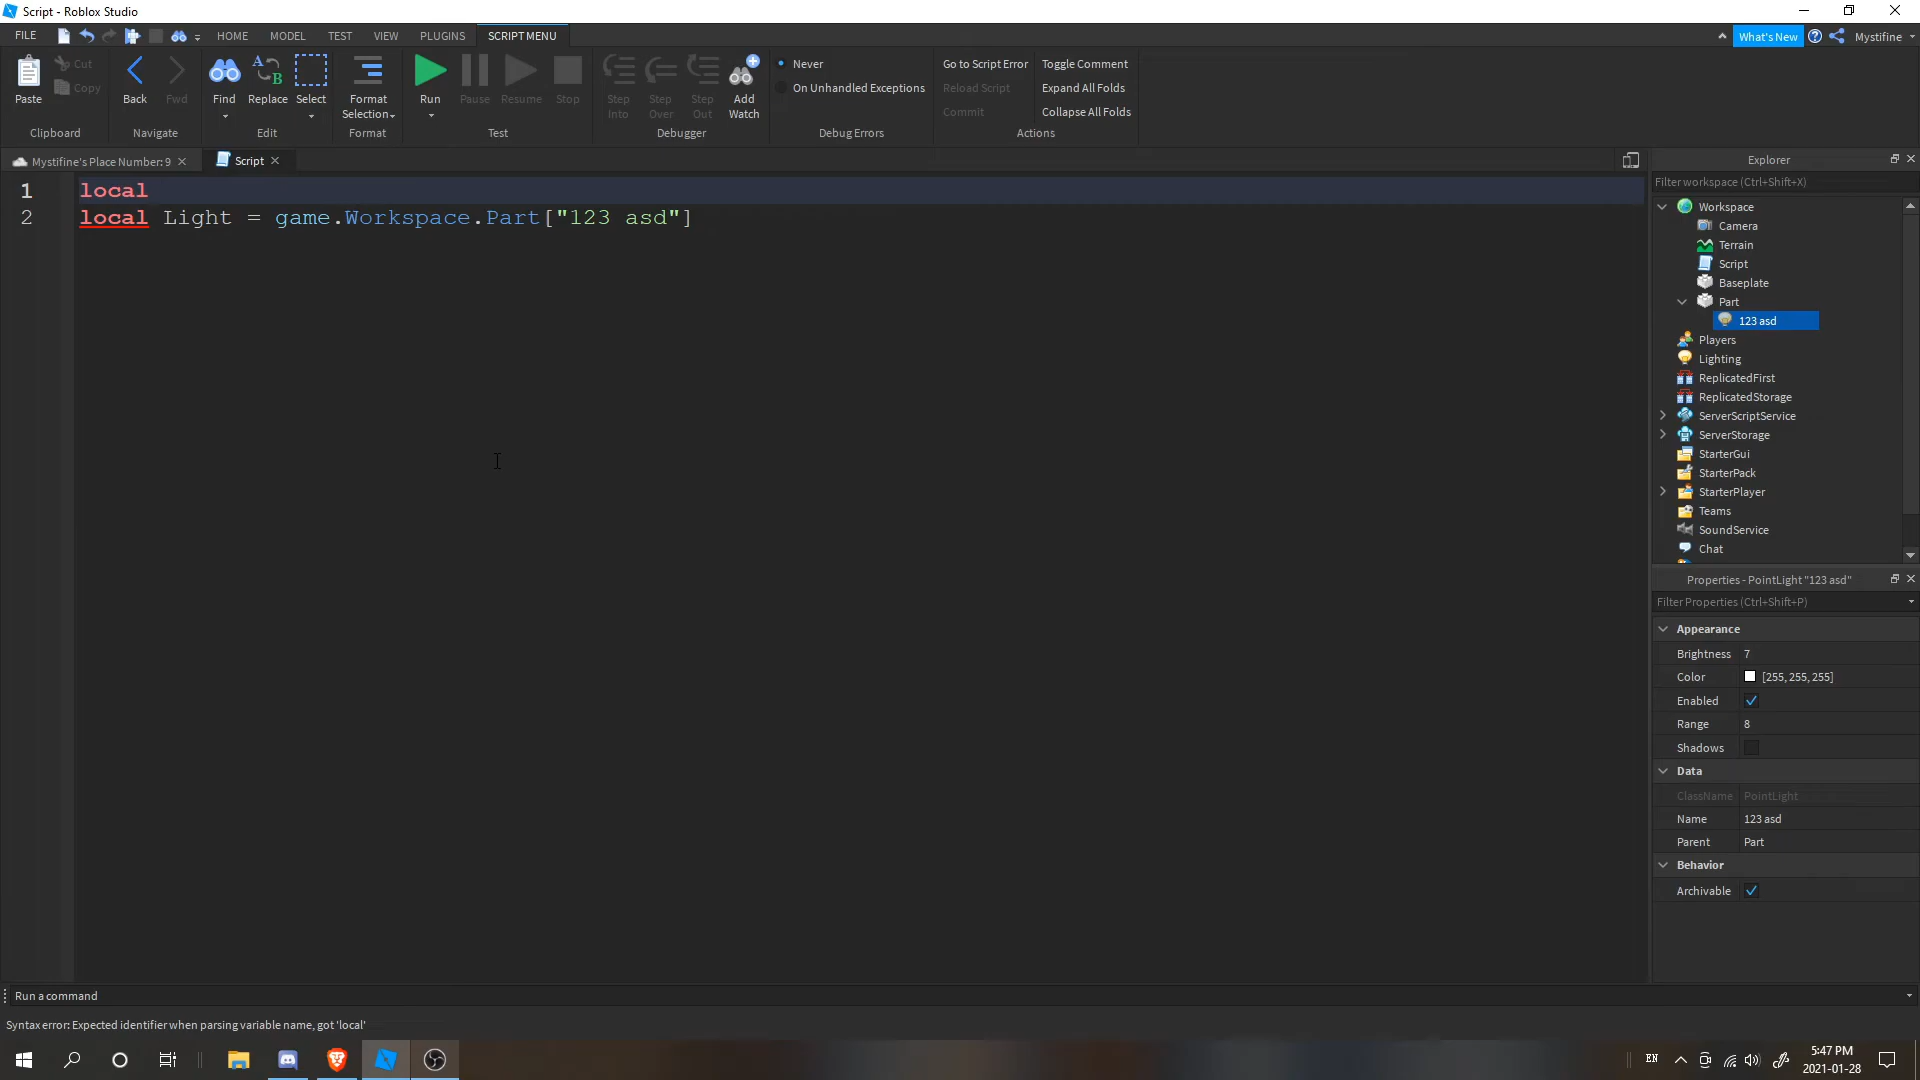 Script - Roblox Studio
FILE HOME MODEL TEST VIEW PLUGINS SCRIPT MENU What's New Mystifine
Paste Cut Copy Back Fwd Find Replace Select Format Selection Run Pause Resume Stop Step Into Step Over Step Out Add Watch
Never
On Unhandled Exceptions
Go to Script Error
Reload Script
Commit
Toggle Comment
Expand All Folds
Collapse All Folds
Clipboard Navigate Edit Format Test Debugger Debug Errors Actions
Mystifine's Place Number: 9 Script
1 local
2 local Light = game.Workspace.Part["123 asd"]
Explorer
Filter workspace (Ctrl+Shift+X)
Workspace
Camera
Terrain
Script
Baseplate
Part
123 asd
Players
Lighting
ReplicatedFirst
ReplicatedStorage
ServerScriptService
ServerStorage
StarterGui
StarterPack
StarterPlayer
Teams
SoundService
Chat
Properties - PointLight "123 asd"
Filter Properties (Ctrl+Shift+P)
Appearance
Brightness 7
Color [255, 255, 255]
Enabled
Range 8
Shadows
Data
ClassName PointLight
Name 123 asd
Parent Part
Behavior
Archivable
Run a command
Syntax error: Expected identifier when parsing variable name, got 'local'
EN
5:47 PM
2021-01-28